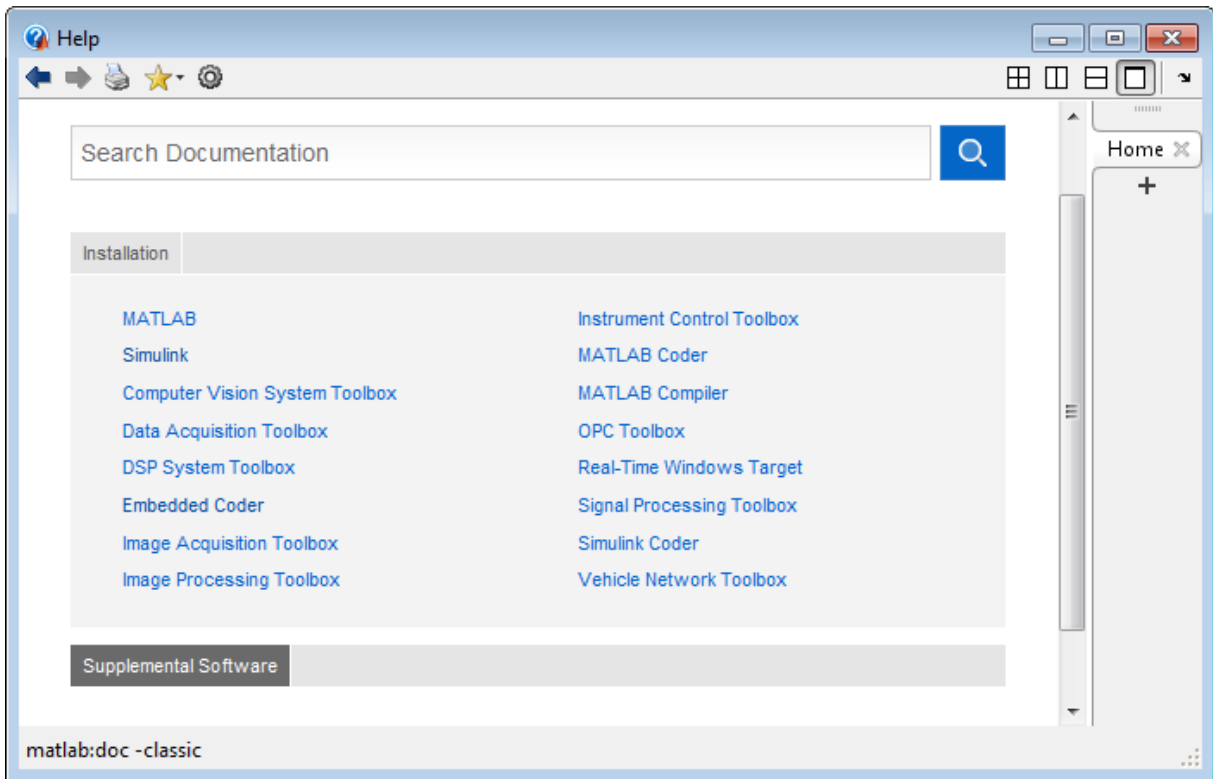 Help
Search Documentation
Home
Installation
MATLAB
Simulink
Computer Vision System Toolbox
Data Acquisition Toolbox
DSP System Toolbox
Embedded Coder
Image Acquisition Toolbox
Image Processing Toolbox
Instrument Control Toolbox
MATLAB Coder
MATLAB Compiler
OPC Toolbox
Real-Time Windows Target
Signal Processing Toolbox
Simulink Coder
Vehicle Network Toolbox
Supplemental Software
matlab:doc -classic